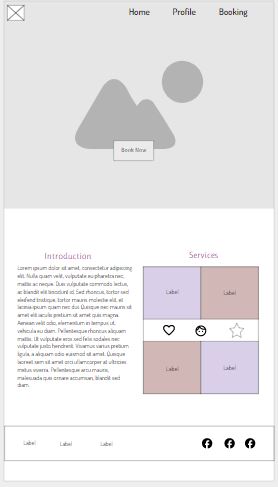 Home Profile Booking
Book Now
Introduction
Lorem ipsum dolor sit amet, consectetur adipiscing
elit. Nulla quam velit, vulputate eu pharetra nec,
mattis ac neque. Duis vulputate commodo lectus,
ac blandit elit tincidunt id. Sed rhoncus, tortor sed
eleifend tristique, tortor mauris molestie elit, et
lacinia ipsum quam nec dui. Quisque nec mauris sit
amet elit iaculis pretium sit amet quis magna.
Aenean velit odio, elementum in tempus ut,
vehicula eu diam. Pellentesque rhoncus aliquam
mattis. Ut vulputate eros sed felis sodales nec
vulputate justo hendrerit. Vivamus varius pretium
ligula, a aliquam odio euismod sit amet. Quisque
laoreet sem sit amet orci ullamcorper at ultricies
metus viverra. Pellentesque arcu mauris,
malesuada quis ornare accumsan, blandit sed
diam.
Services
Label Label
Label Label
Label Label Label